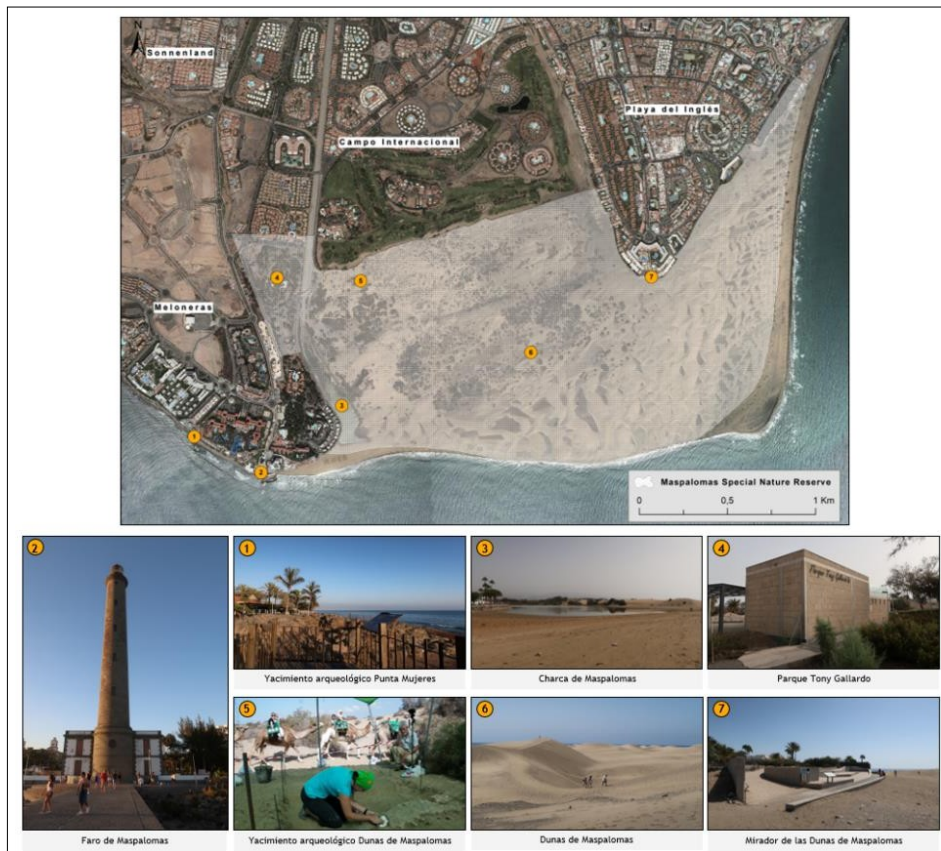 N
Sonnenland
Playa del Inglés
Campo Internacional
4
5
7
Meloneras
6
3
1
2
Maspalomas Special Nature Reserve
0 0,5 1 Km
2
Faro de Maspalomas
1
Yacimiento arqueológico Punta Mujeres
3
Charca de Maspalomas
4
Parque Tony Gallardo
Parque Tony Gallardo
5
Yacimiento arqueológico Dunas de Maspalomas
6
Dunas de Maspalomas
7
Mirador de las Dunas de Maspalomas